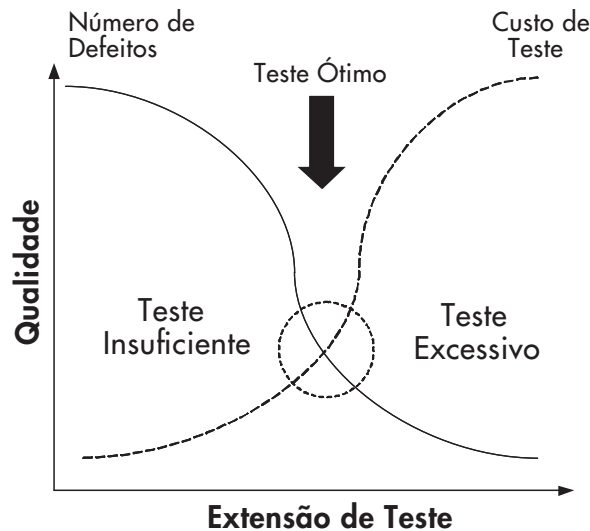 Número de
Defeitos
Custo de
Teste
Teste Ótimo
Qualidade
Teste
Insuficiente
Teste
Excessivo
Extensão de Teste